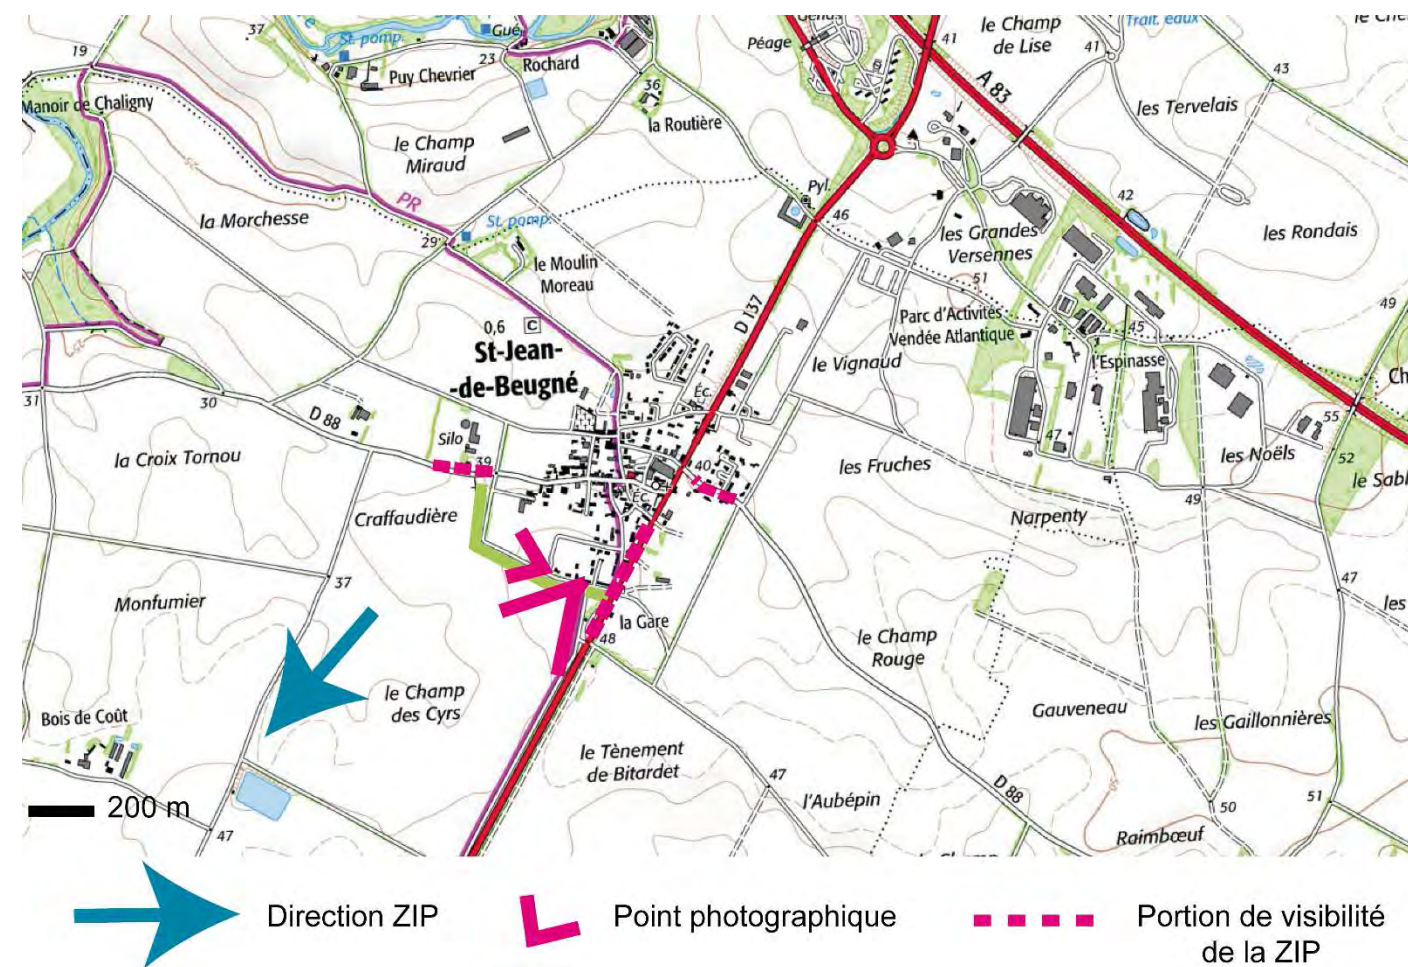 37
St. pomp.
Gué
19
Puy Chevrier
23
Rochard
36
la Routière
Péage
41
le Champ
de Lise
Trait. eaux
41
43
A 83
les Tervelais
Manoir de Chaligny
25
le Champ
Miraud
PR
la Morchesse
29
St. pomp.
le Moulin
Moreau
Pyl.
46
42
les Grandes
Versennes
les Rondais
51
49
D 137
Parc d'Activités
Vendée Atlantique
45
l'Espinasse
le Vignaud
0,6
C
St-Jean-
-de-Beugné
Éc.
31
30
D 88
Silo
39
40
Ch
55
47
52
les Noëls
le Sabl
la Croix Tornou
les Fruches
49
Craffaudière
Éc.
Narpenty
37
47
Monfumier
les
la Gare
48
le Champ
Rouge
le Champ
des Cyrs
Gauveneau
les Gaillonnières
Bois de Coût
le Tènement
de Bitardet
47
l'Aubépin
D 88
50
51
50
200 m
47
Raimbœuf
Direction ZIP
Point photographique
Portion de visibilité
de la ZIP